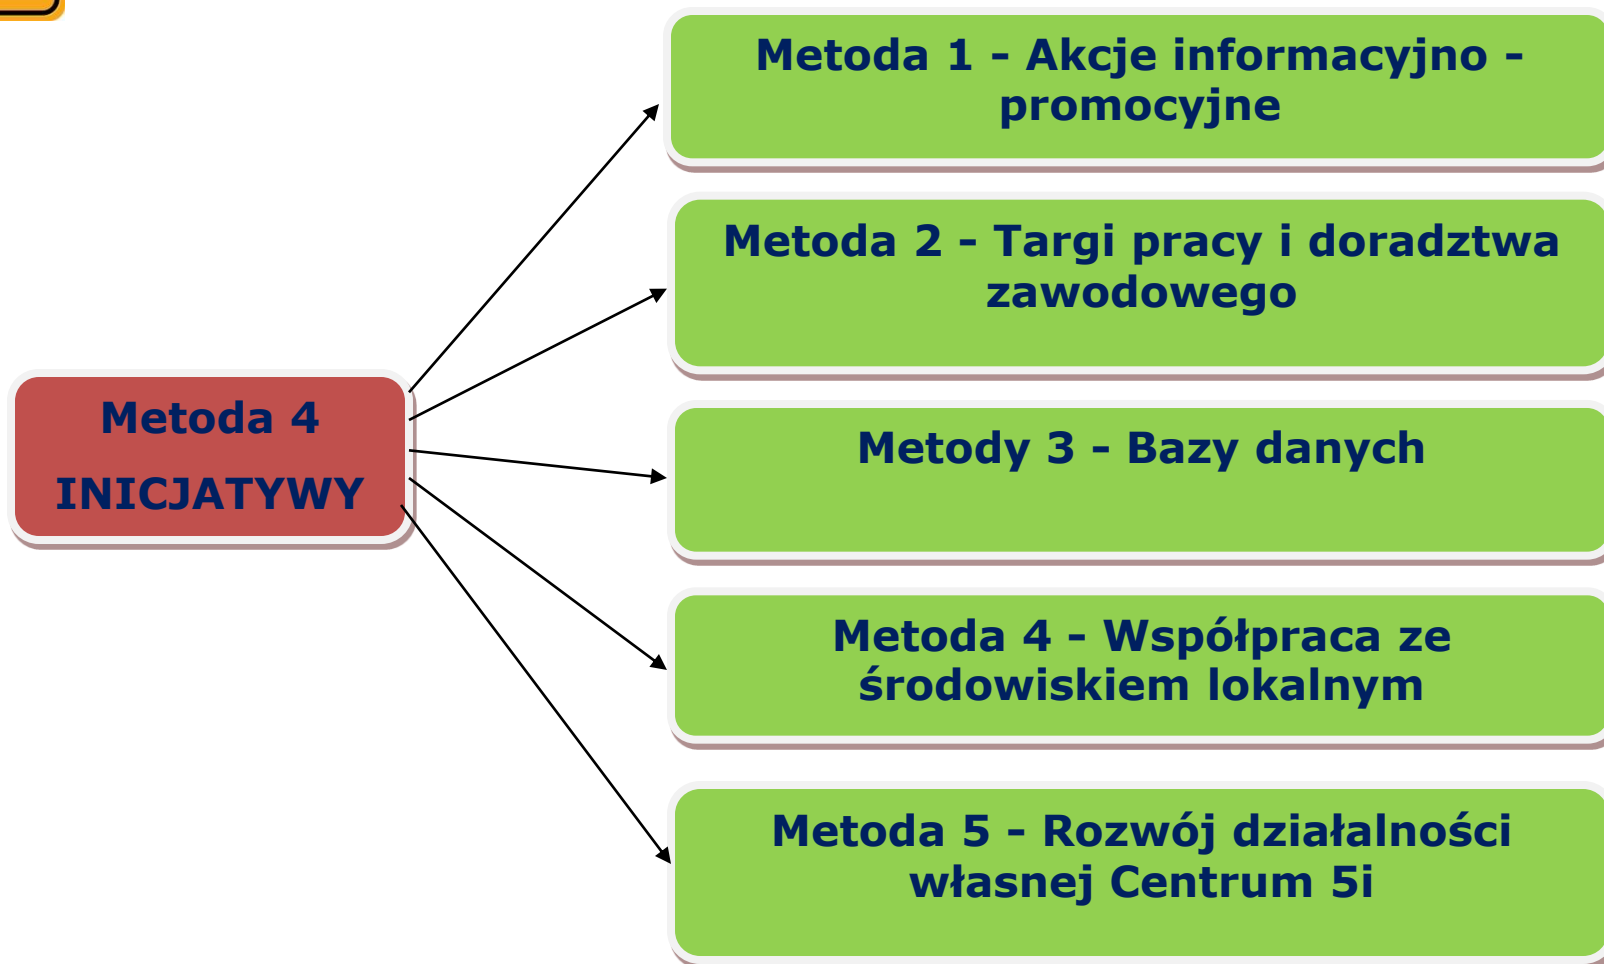 Metoda 1 – Akcje informacyjno –
promocyjne
Metoda 2 – Targi pracy i doradztwa
zawodowego
Metoda 4
INICJATYWY
Metody 3 – Bazy danych
Metoda 4 – Współpraca ze
środowiskiem lokalnym
Metoda 5 – Rozwój działalności
własnej Centrum 5i